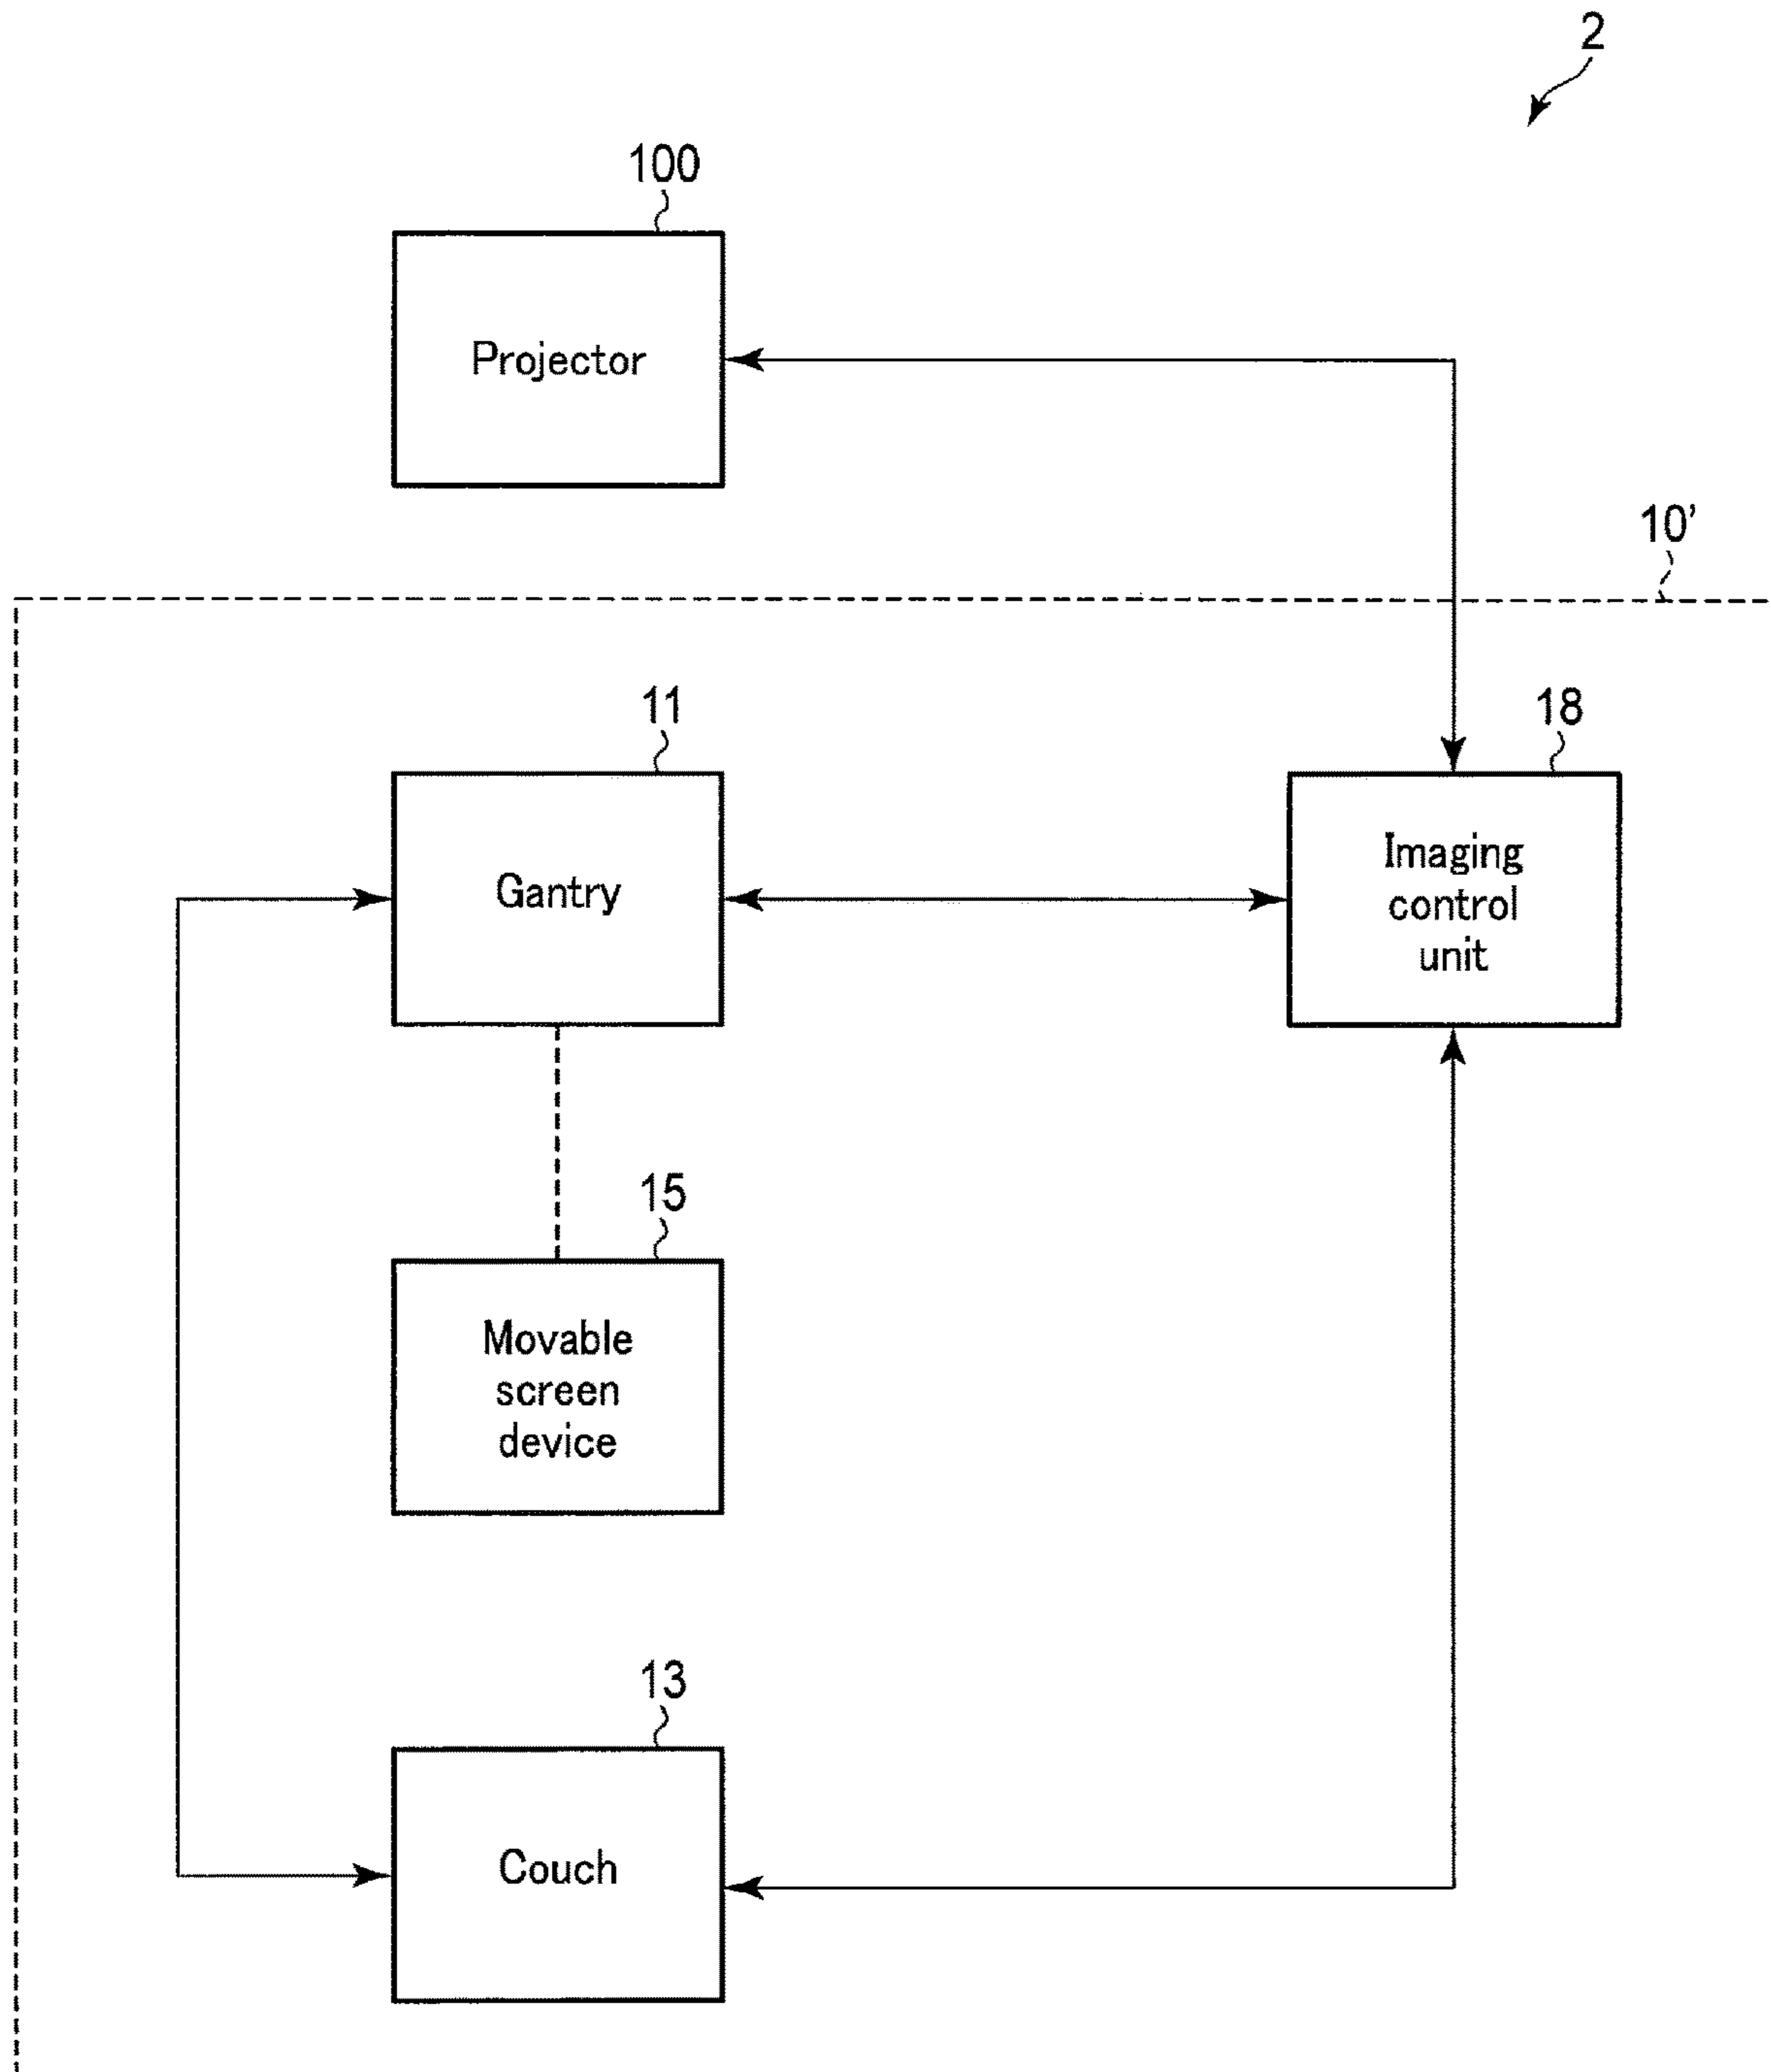 2
100
Projector
10’
11
18
Gantry
Imaging
control
unit
15
Movable
screen
device
13
Couch